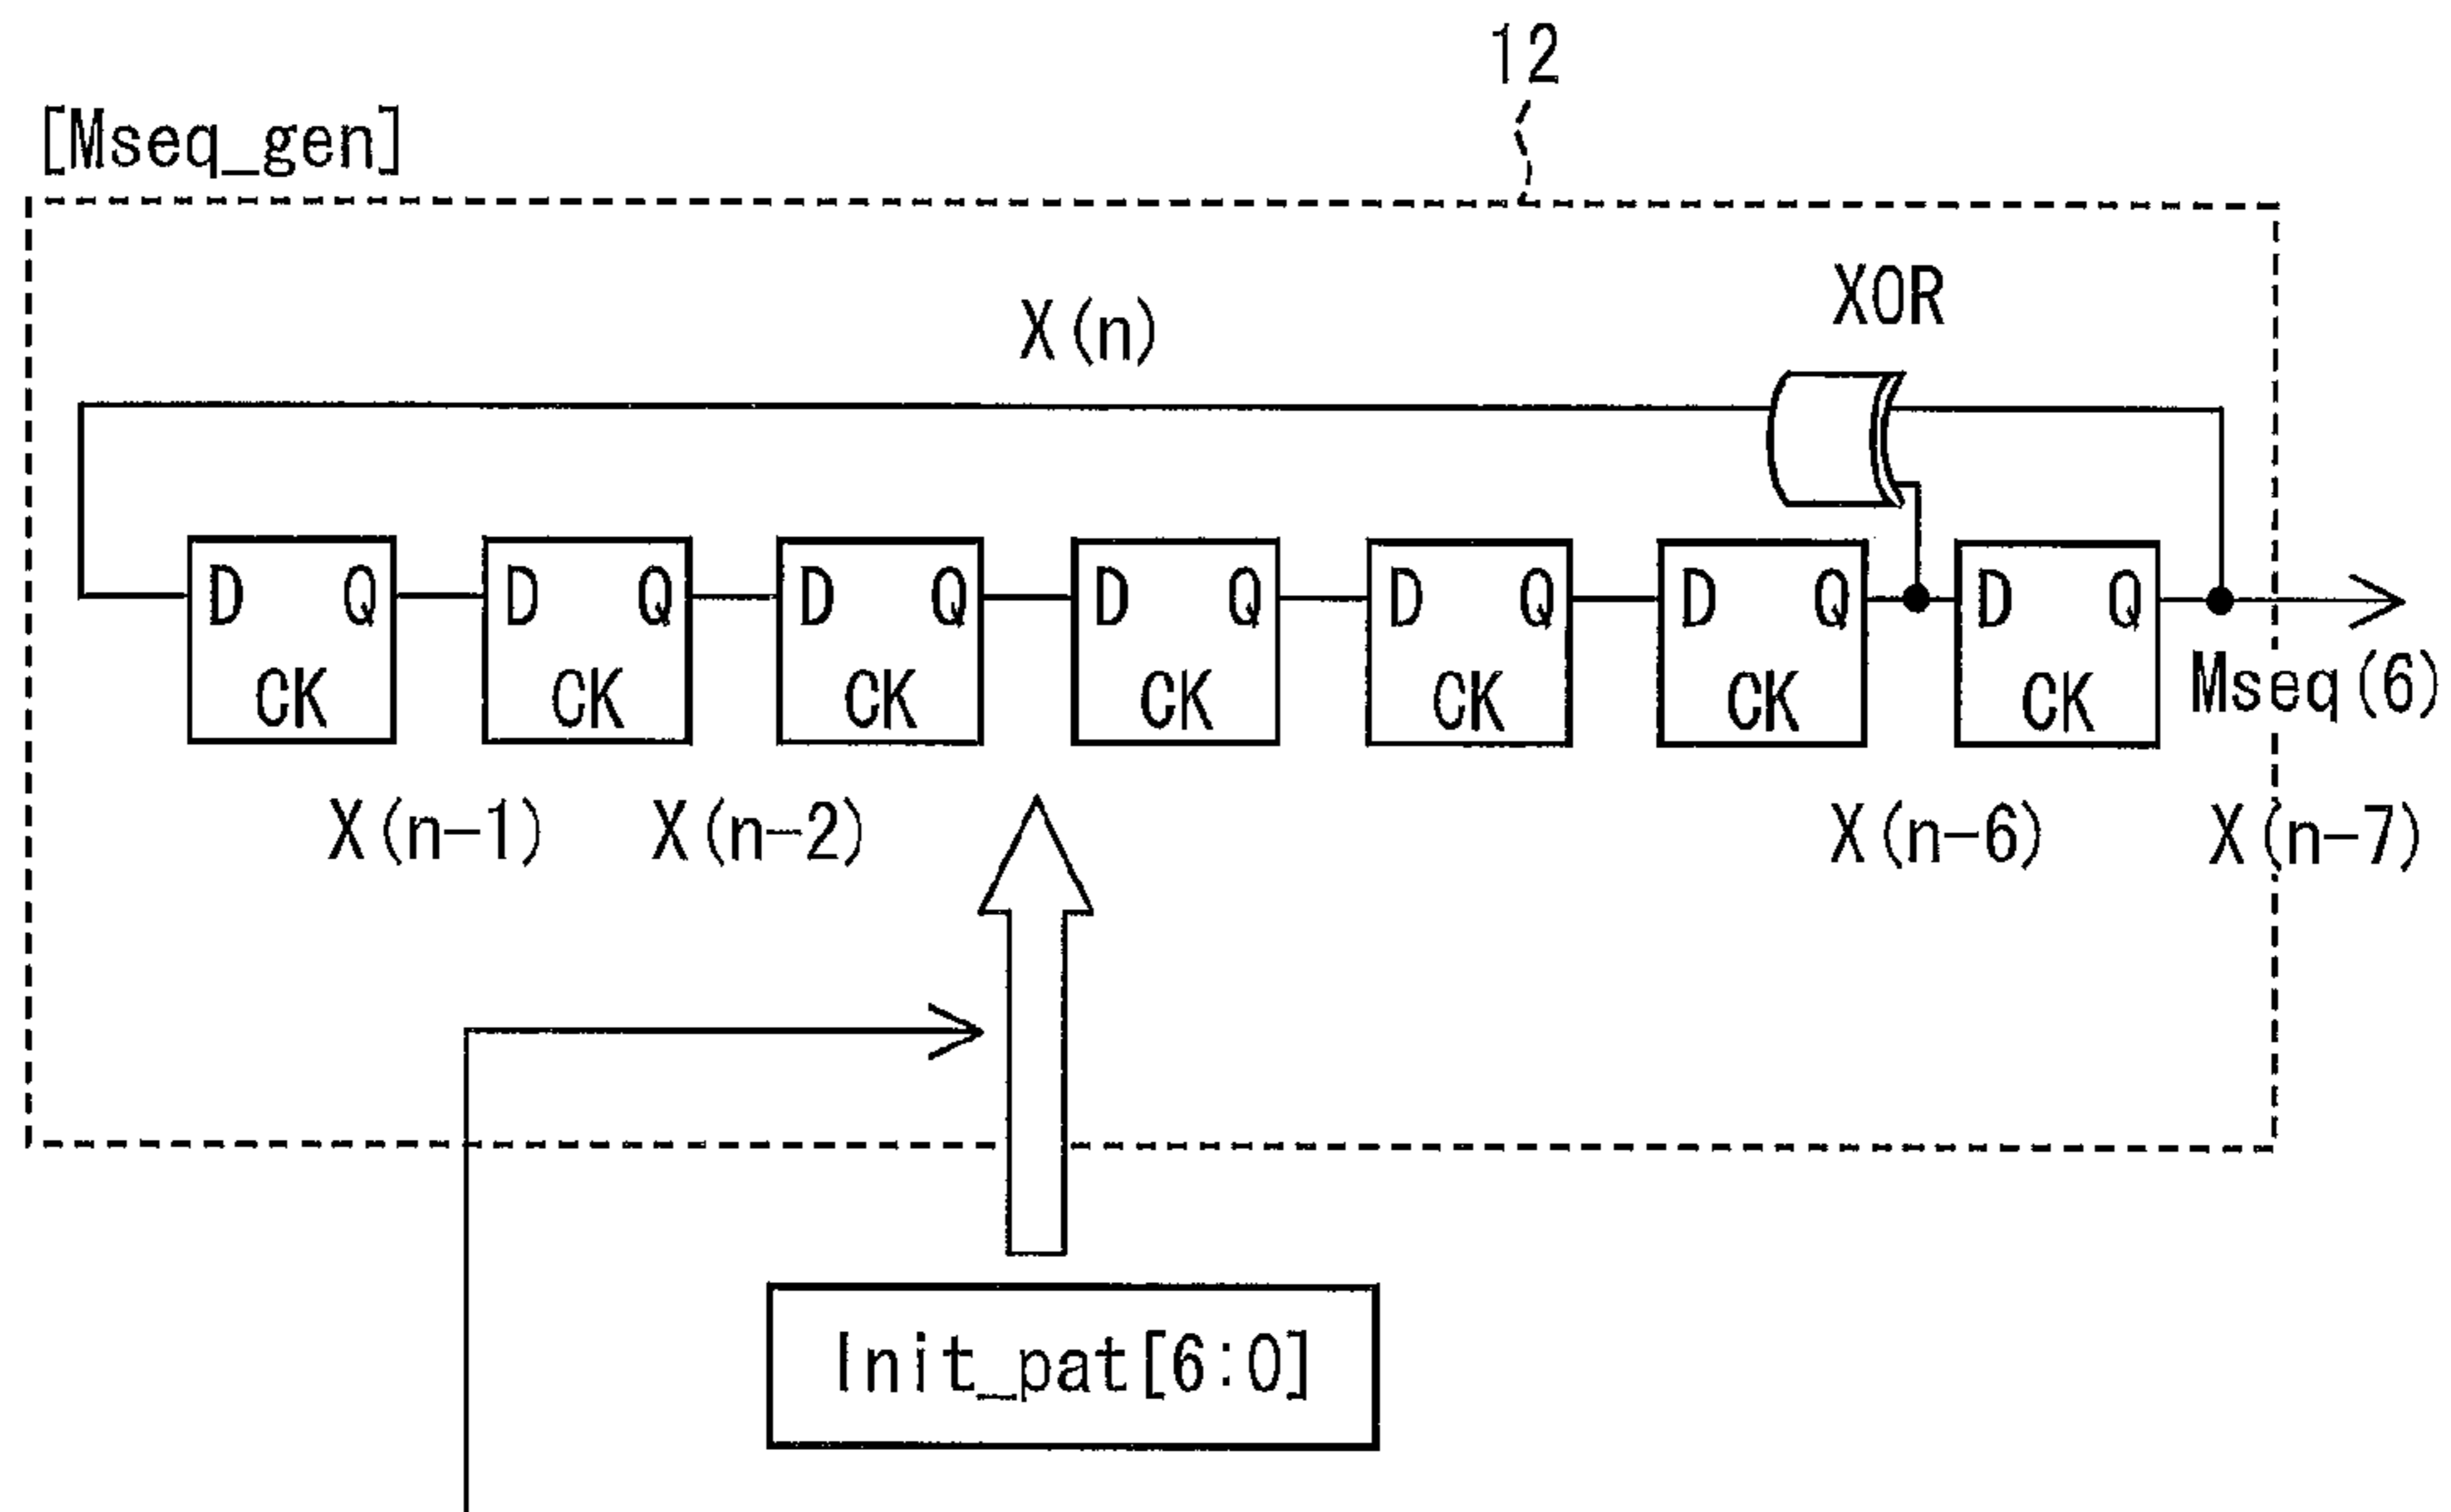 12
[Mseq_gen]
XOR
X(n)
D Q D Q D Q D Q D Q D Q D Q
CK CK CK CK CK CK CK
Mseq(6)
X(n-1) X(n-2) X(n-6) X(n-7)
Init_pat[6:0]